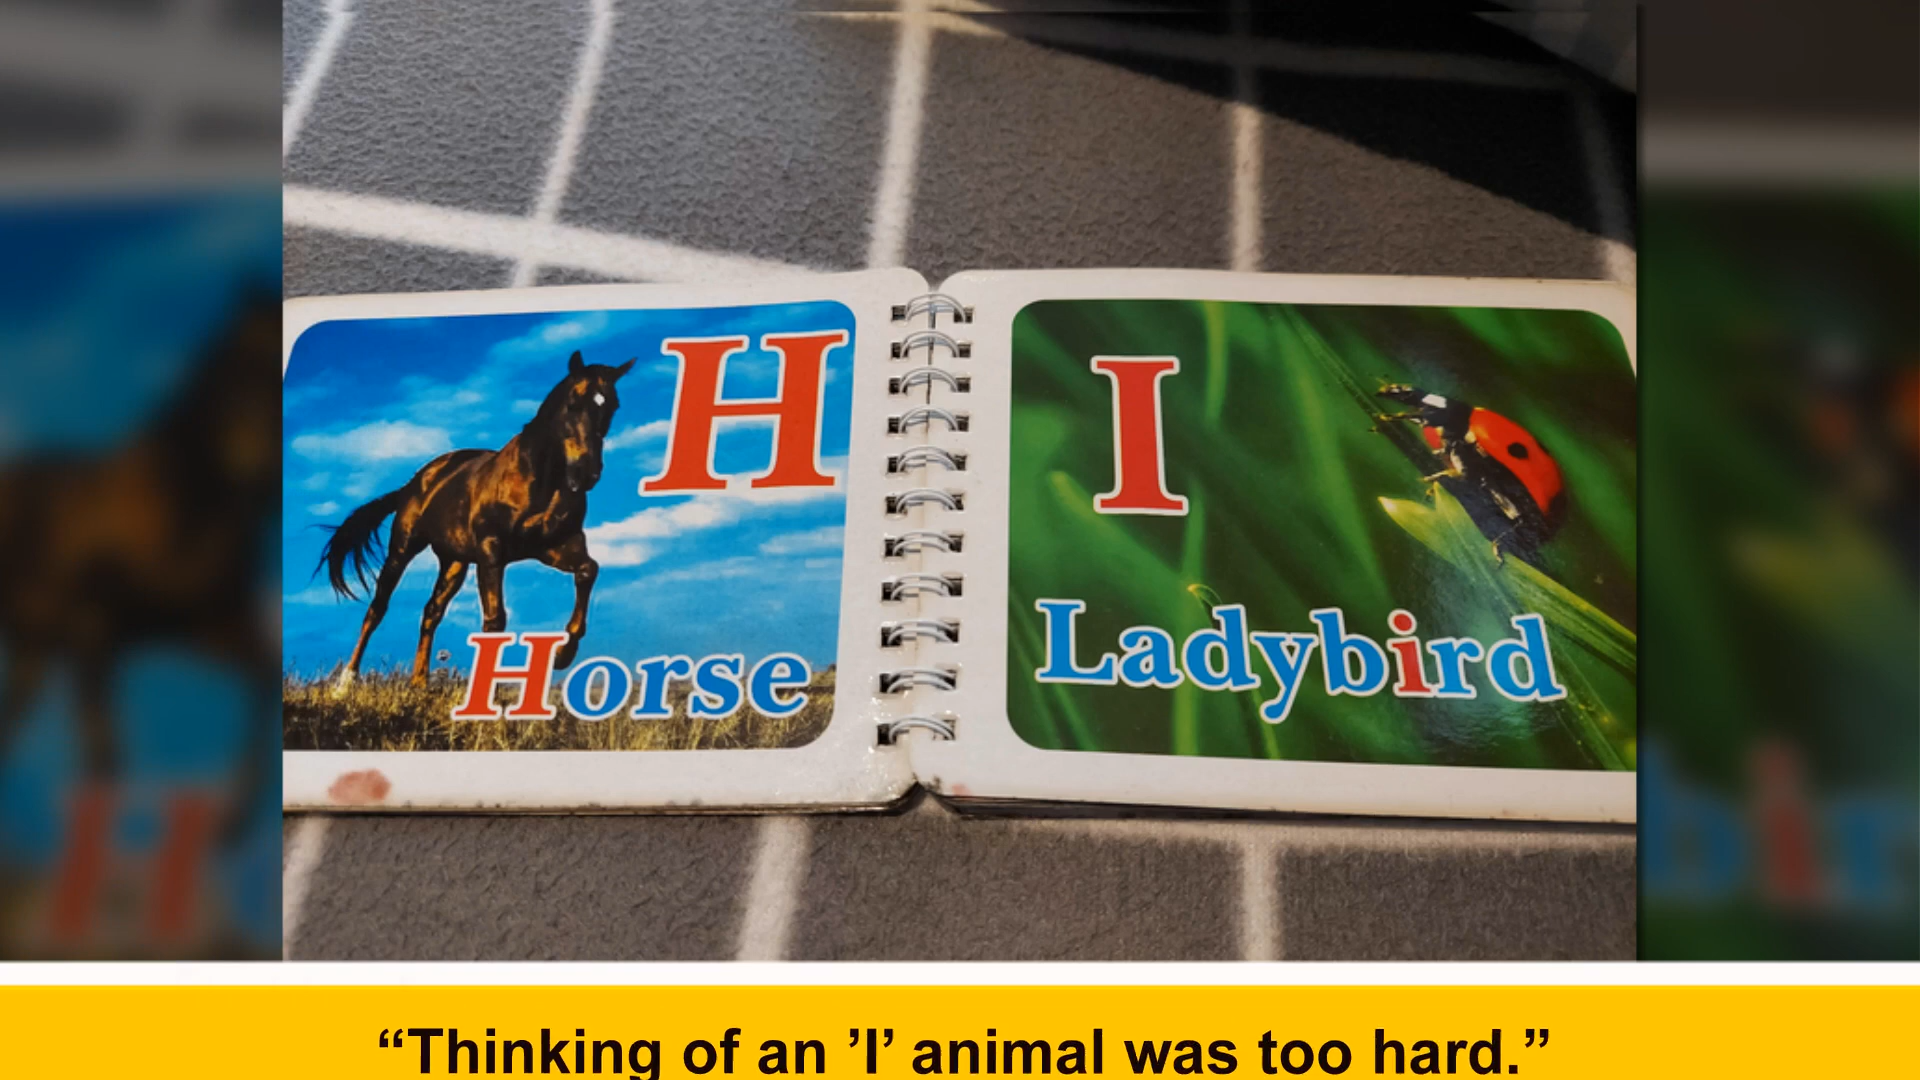 H
Horse
I
Ladybird
“Thinking of an ’I’ animal was too hard.”